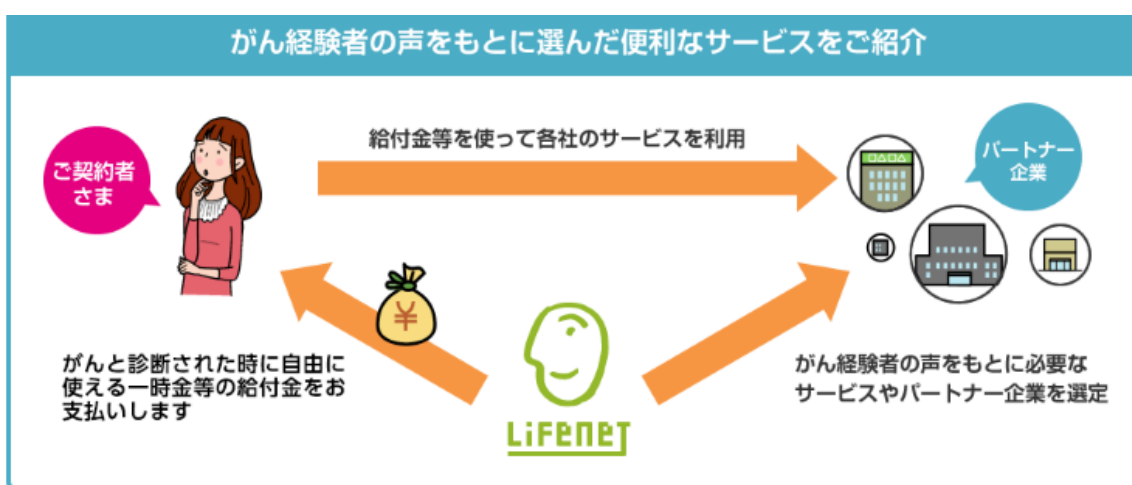 がん経験者の声をもとに選んだ便利なサービスをご紹介
給付金等を使って各社のサービスを利用
ご契約者
さま
パートナー
企業
¥
がんと診断された時に自由に
使える一時金等の給付金をお
支払いします
がん経験者の声をもとに必要な
サービスやパートナー企業を選定
LiFENET